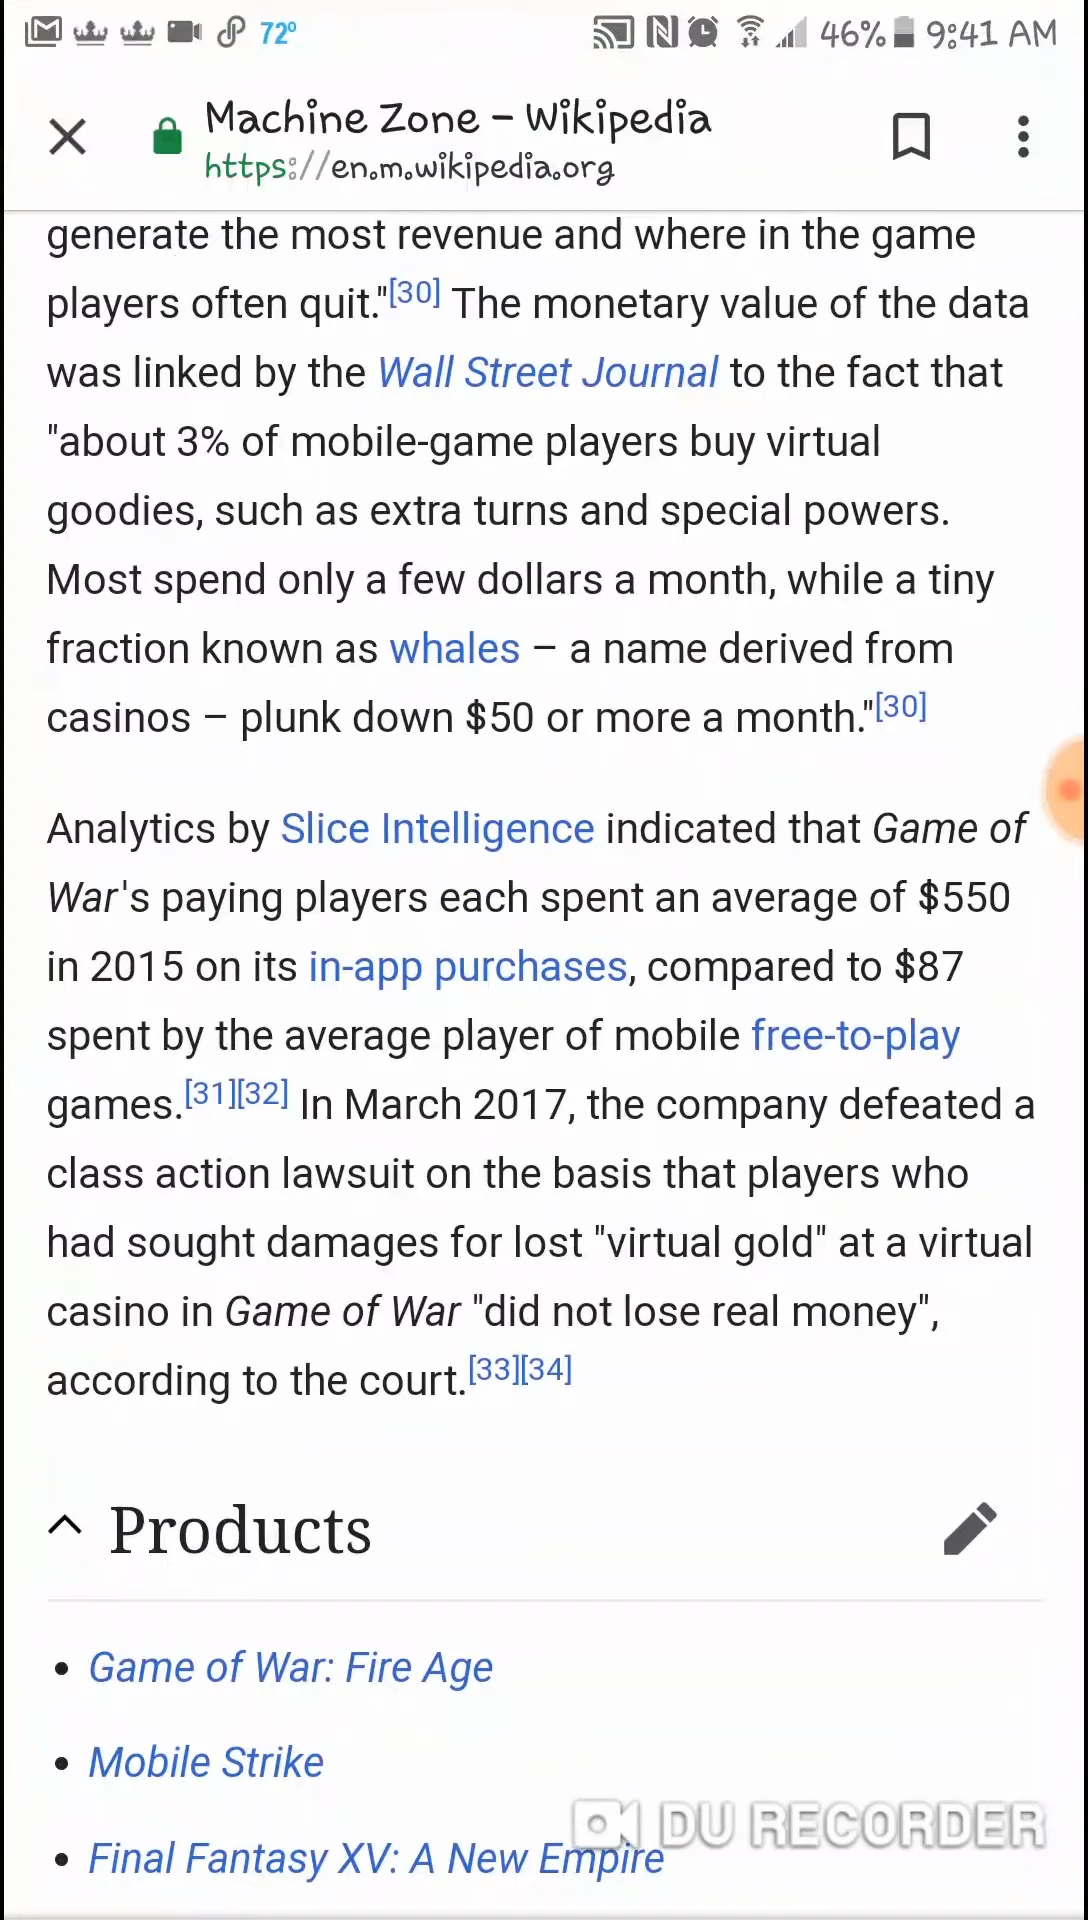 72°
46%
9:41 AM
Machine Zone – Wikipedia
https://en.m.wikipedia.org
generate the most revenue and where in the game
players often quit."[30] The monetary value of the data
was linked by the Wall Street Journal to the fact that
"about 3% of mobile-game players buy virtual
goodies, such as extra turns and special powers.
Most spend only a few dollars a month, while a tiny
fraction known as whales – a name derived from
casinos – plunk down $50 or more a month."[30]
Analytics by Slice Intelligence indicated that Game of
War's paying players each spent an average of $550
in 2015 on its in-app purchases, compared to $87
spent by the average player of mobile free-to-play
games.[31][32] In March 2017, the company defeated a
class action lawsuit on the basis that players who
had sought damages for lost "virtual gold" at a virtual
casino in Game of War "did not lose real money",
according to the court.[33][34]
Products
• Game of War: Fire Age
• Mobile Strike
DU RECORDER
• Final Fantasy XV: A New Empire